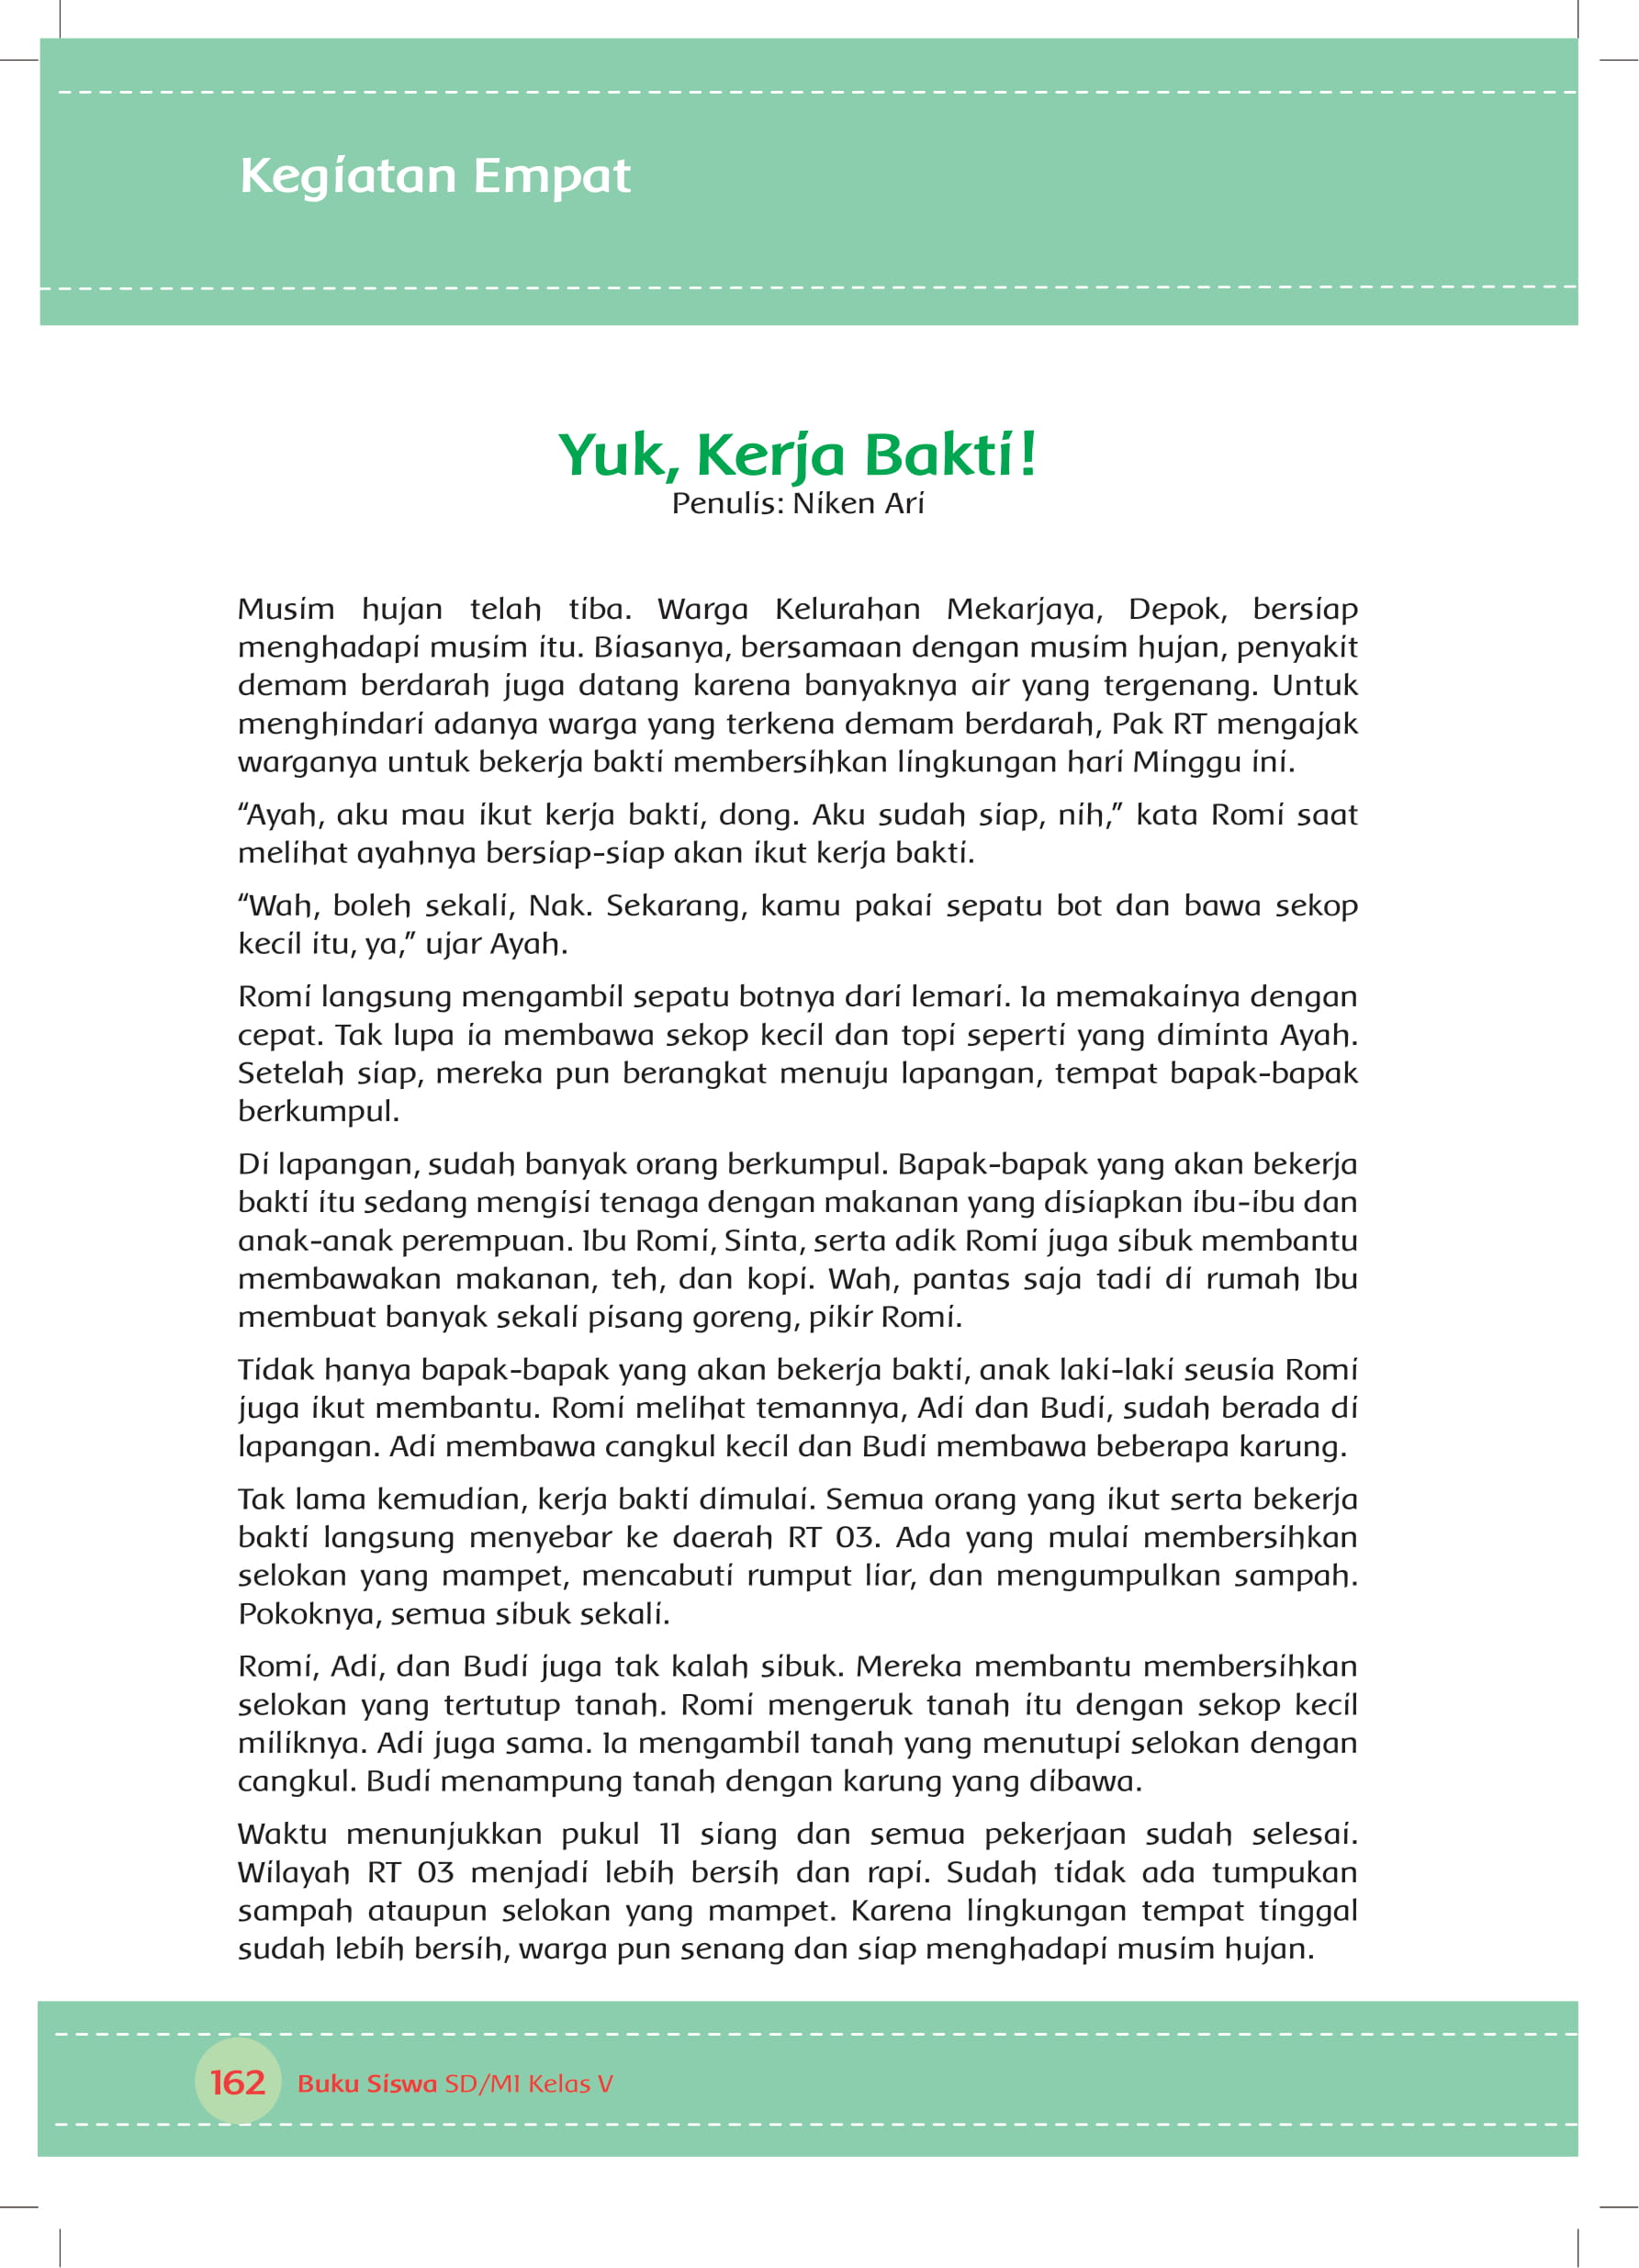 Kegiatan Empat
Yuk, Kerja Bakti!
Penulis: Niken Ari
Musim hujan telah tiba. Warga Kelurahan Mekarjaya, Depok, bersiap
menghadapi musim itu. Biasanya, bersamaan dengan musim hujan, penyakit
demam berdarah juga datang karena banyaknya air yang tergenang. Untuk
menghindari adanya warga yang terkena demam berdarah, Pak RT mengajak
warganya untuk bekerja bakti membersihkan lingkungan hari Minggu ini.
“Ayah, aku mau ikut kerja bakti, dong. Aku sudah siap, nih,” kata Romi saat
melihat ayahnya bersiap-siap akan ikut kerja bakti.
“Wah, boleh sekali, Nak. Sekarang, kamu pakai sepatu bot dan bawa sekop
kecil itu, ya,” ujar Ayah.
Romi langsung mengambil sepatu botnya dari lemari. Ia memakainya dengan
cepat. Tak lupa ia membawa sekop kecil dan topi seperti yang diminta Ayah.
Setelah siap, mereka pun berangkat menuju lapangan, tempat bapak-bapak
berkumpul.
Di lapangan, sudah banyak orang berkumpul. Bapak-bapak yang akan bekerja
bakti itu sedang mengisi tenaga dengan makanan yang disiapkan ibu-ibu dan
anak-anak perempuan. Ibu Romi, Sinta, serta adik Romi juga sibuk membantu
membawakan makanan, teh, dan kopi. Wah, pantas saja tadi di rumah Ibu
membuat banyak sekali pisang goreng, pikir Romi.
Tidak hanya bapak-bapak yang akan bekerja bakti, anak laki-laki seusia Romi
juga ikut membantu. Romi melihat temannya, Adi dan Budi, sudah berada di
lapangan. Adi membawa cangkul kecil dan Budi membawa beberapa karung.
Tak lama kemudian, kerja bakti dimulai. Semua orang yang ikut serta bekerja
bakti langsung menyebar ke daerah RT 03. Ada yang mulai membersihkan
selokan yang mampet, mencabuti rumput liar, dan mengumpulkan sampah.
Pokoknya, semua sibuk sekali.
Romi, Adi, dan Budi juga tak kalah sibuk. Mereka membantu membersihkan
selokan yang tertutup tanah. Romi mengeruk tanah itu dengan sekop kecil
miliknya. Adi juga sama. Ia mengambil tanah yang menutupi selokan dengan
cangkul. Budi menampung tanah dengan karung yang dibawa.
Waktu menunjukkan pukul 11 siang dan semua pekerjaan sudah selesai.
Wilayah RT 03 menjadi lebih bersih dan rapi. Sudah tidak ada tumpukan
sampah ataupun selokan yang mampet. Karena lingkungan tempat tinggal
sudah lebih bersih, warga pun senang dan siap menghadapi musim hujan.
162 Buku Siswa SD/MI Kelas V